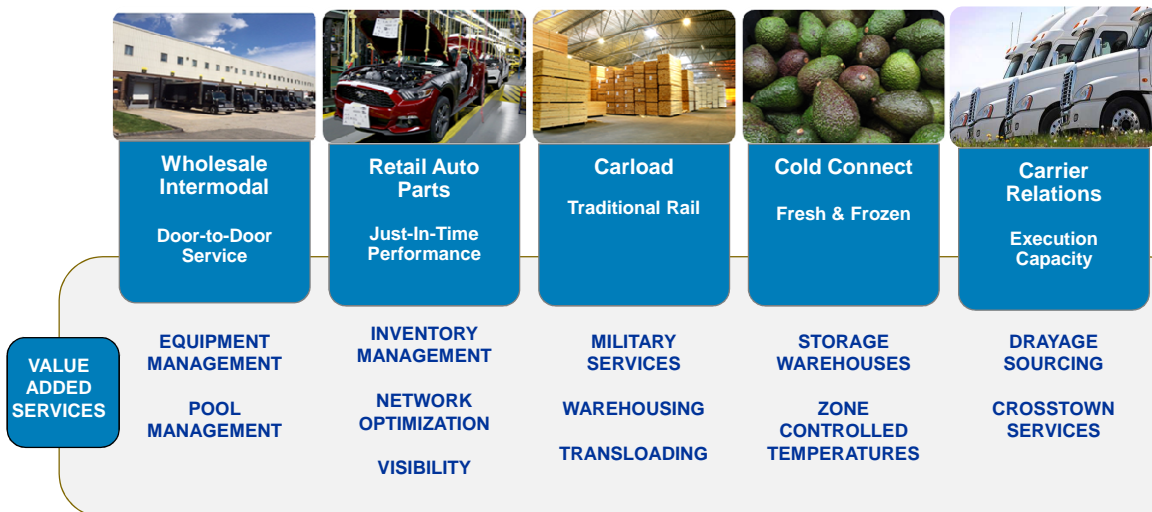 Wholesale
Intermodal
Door-to-Door
Service
Retail Auto
Parts
Just-In-Time
Performance
Carload
Traditional Rail
Cold Connect
Fresh & Frozen
Carrier
Relations
Execution
Capacity
VALUE
ADDED
SERVICES
EQUIPMENT
MANAGEMENT
POOL
MANAGEMENT
INVENTORY
MANAGEMENT
NETWORK
OPTIMIZATION
VISIBILITY
MILITARY
SERVICES
WAREHOUSING
TRANSLOADING
STORAGE
WAREHOUSES
ZONE
CONTROLLED
TEMPERATURES
DRAYAGE
SOURCING
CROSSTOWN
SERVICES